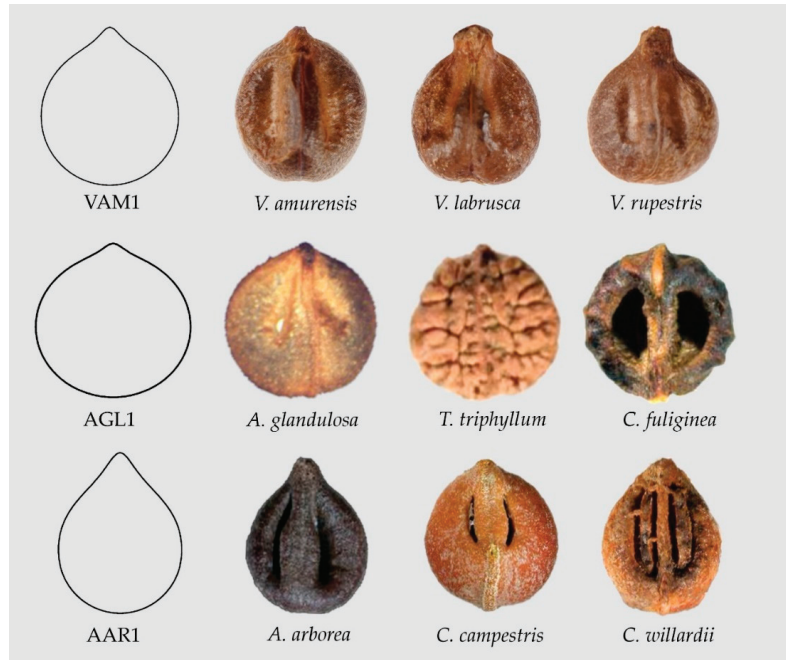 VAM1 V. amurensis V. labrusca V. rupestris
AGL1 A. glandulosa T. triphyllum C. fuliginea
AAR1 A. arborea C. campestris C. willardii